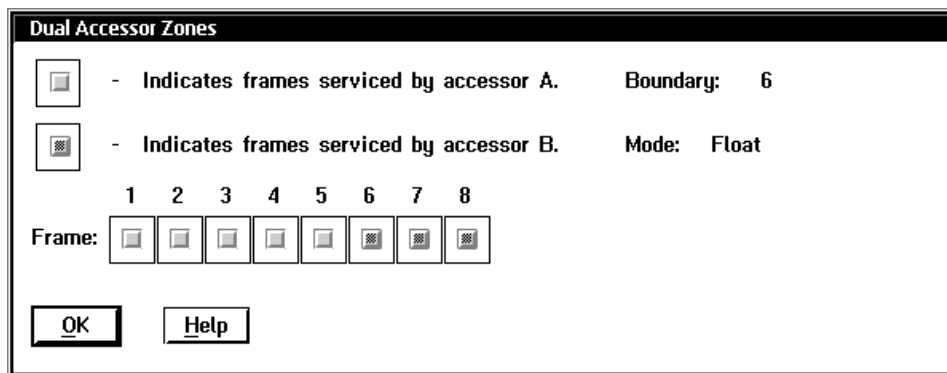 Dual Accessor Zones
- Indicates frames serviced by accessor A. Boundary: 6
- Indicates frames serviced by accessor B. Mode: Float
1 2 3 4 5 6 7 8
Frame:
OK Help